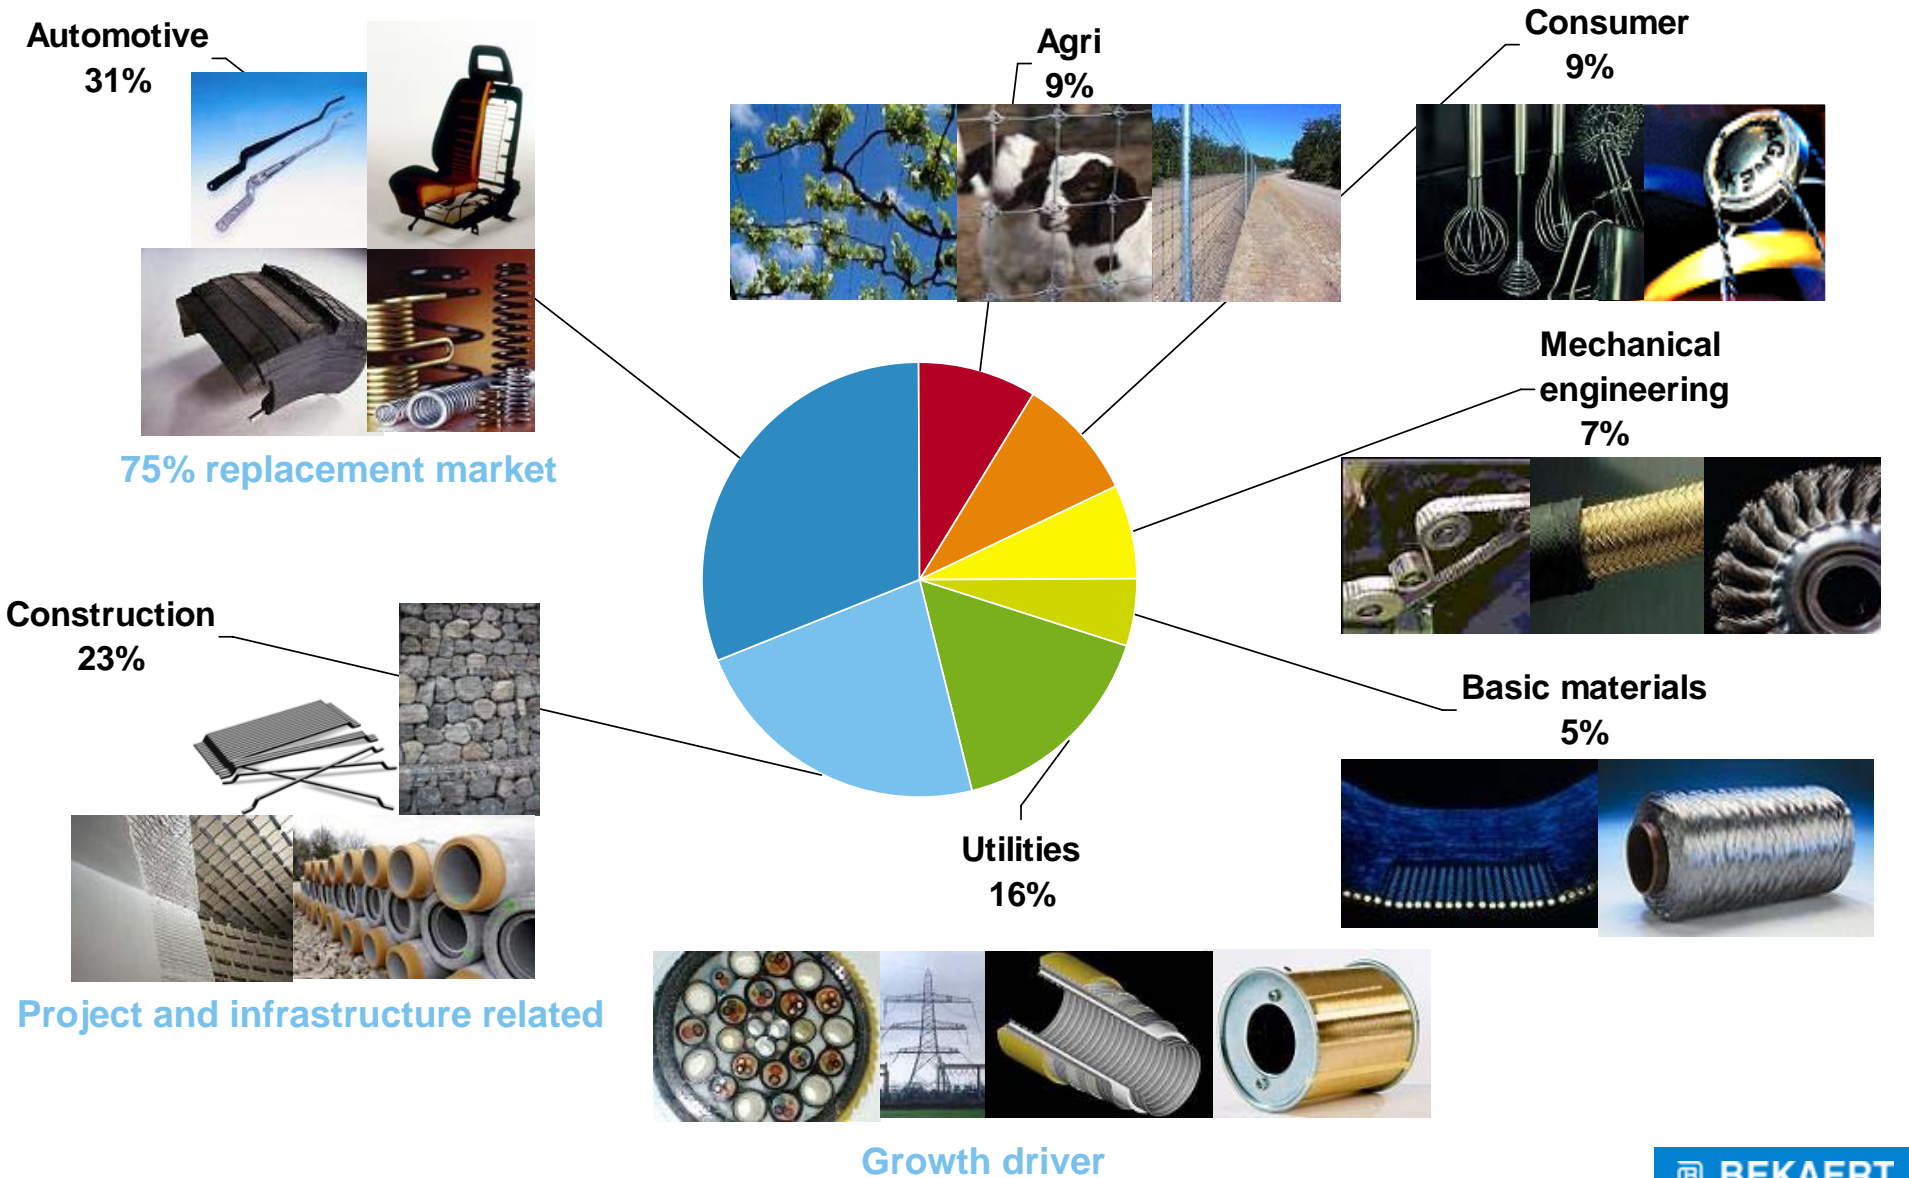 Automotive
31%
Agri
9%
Consumer
9%
Mechanical
engineering
7%
75% replacement market
Construction
23%
Basic materials
5%
Utilities
16%
Project and infrastructure related
Growth driver
BEKAERT